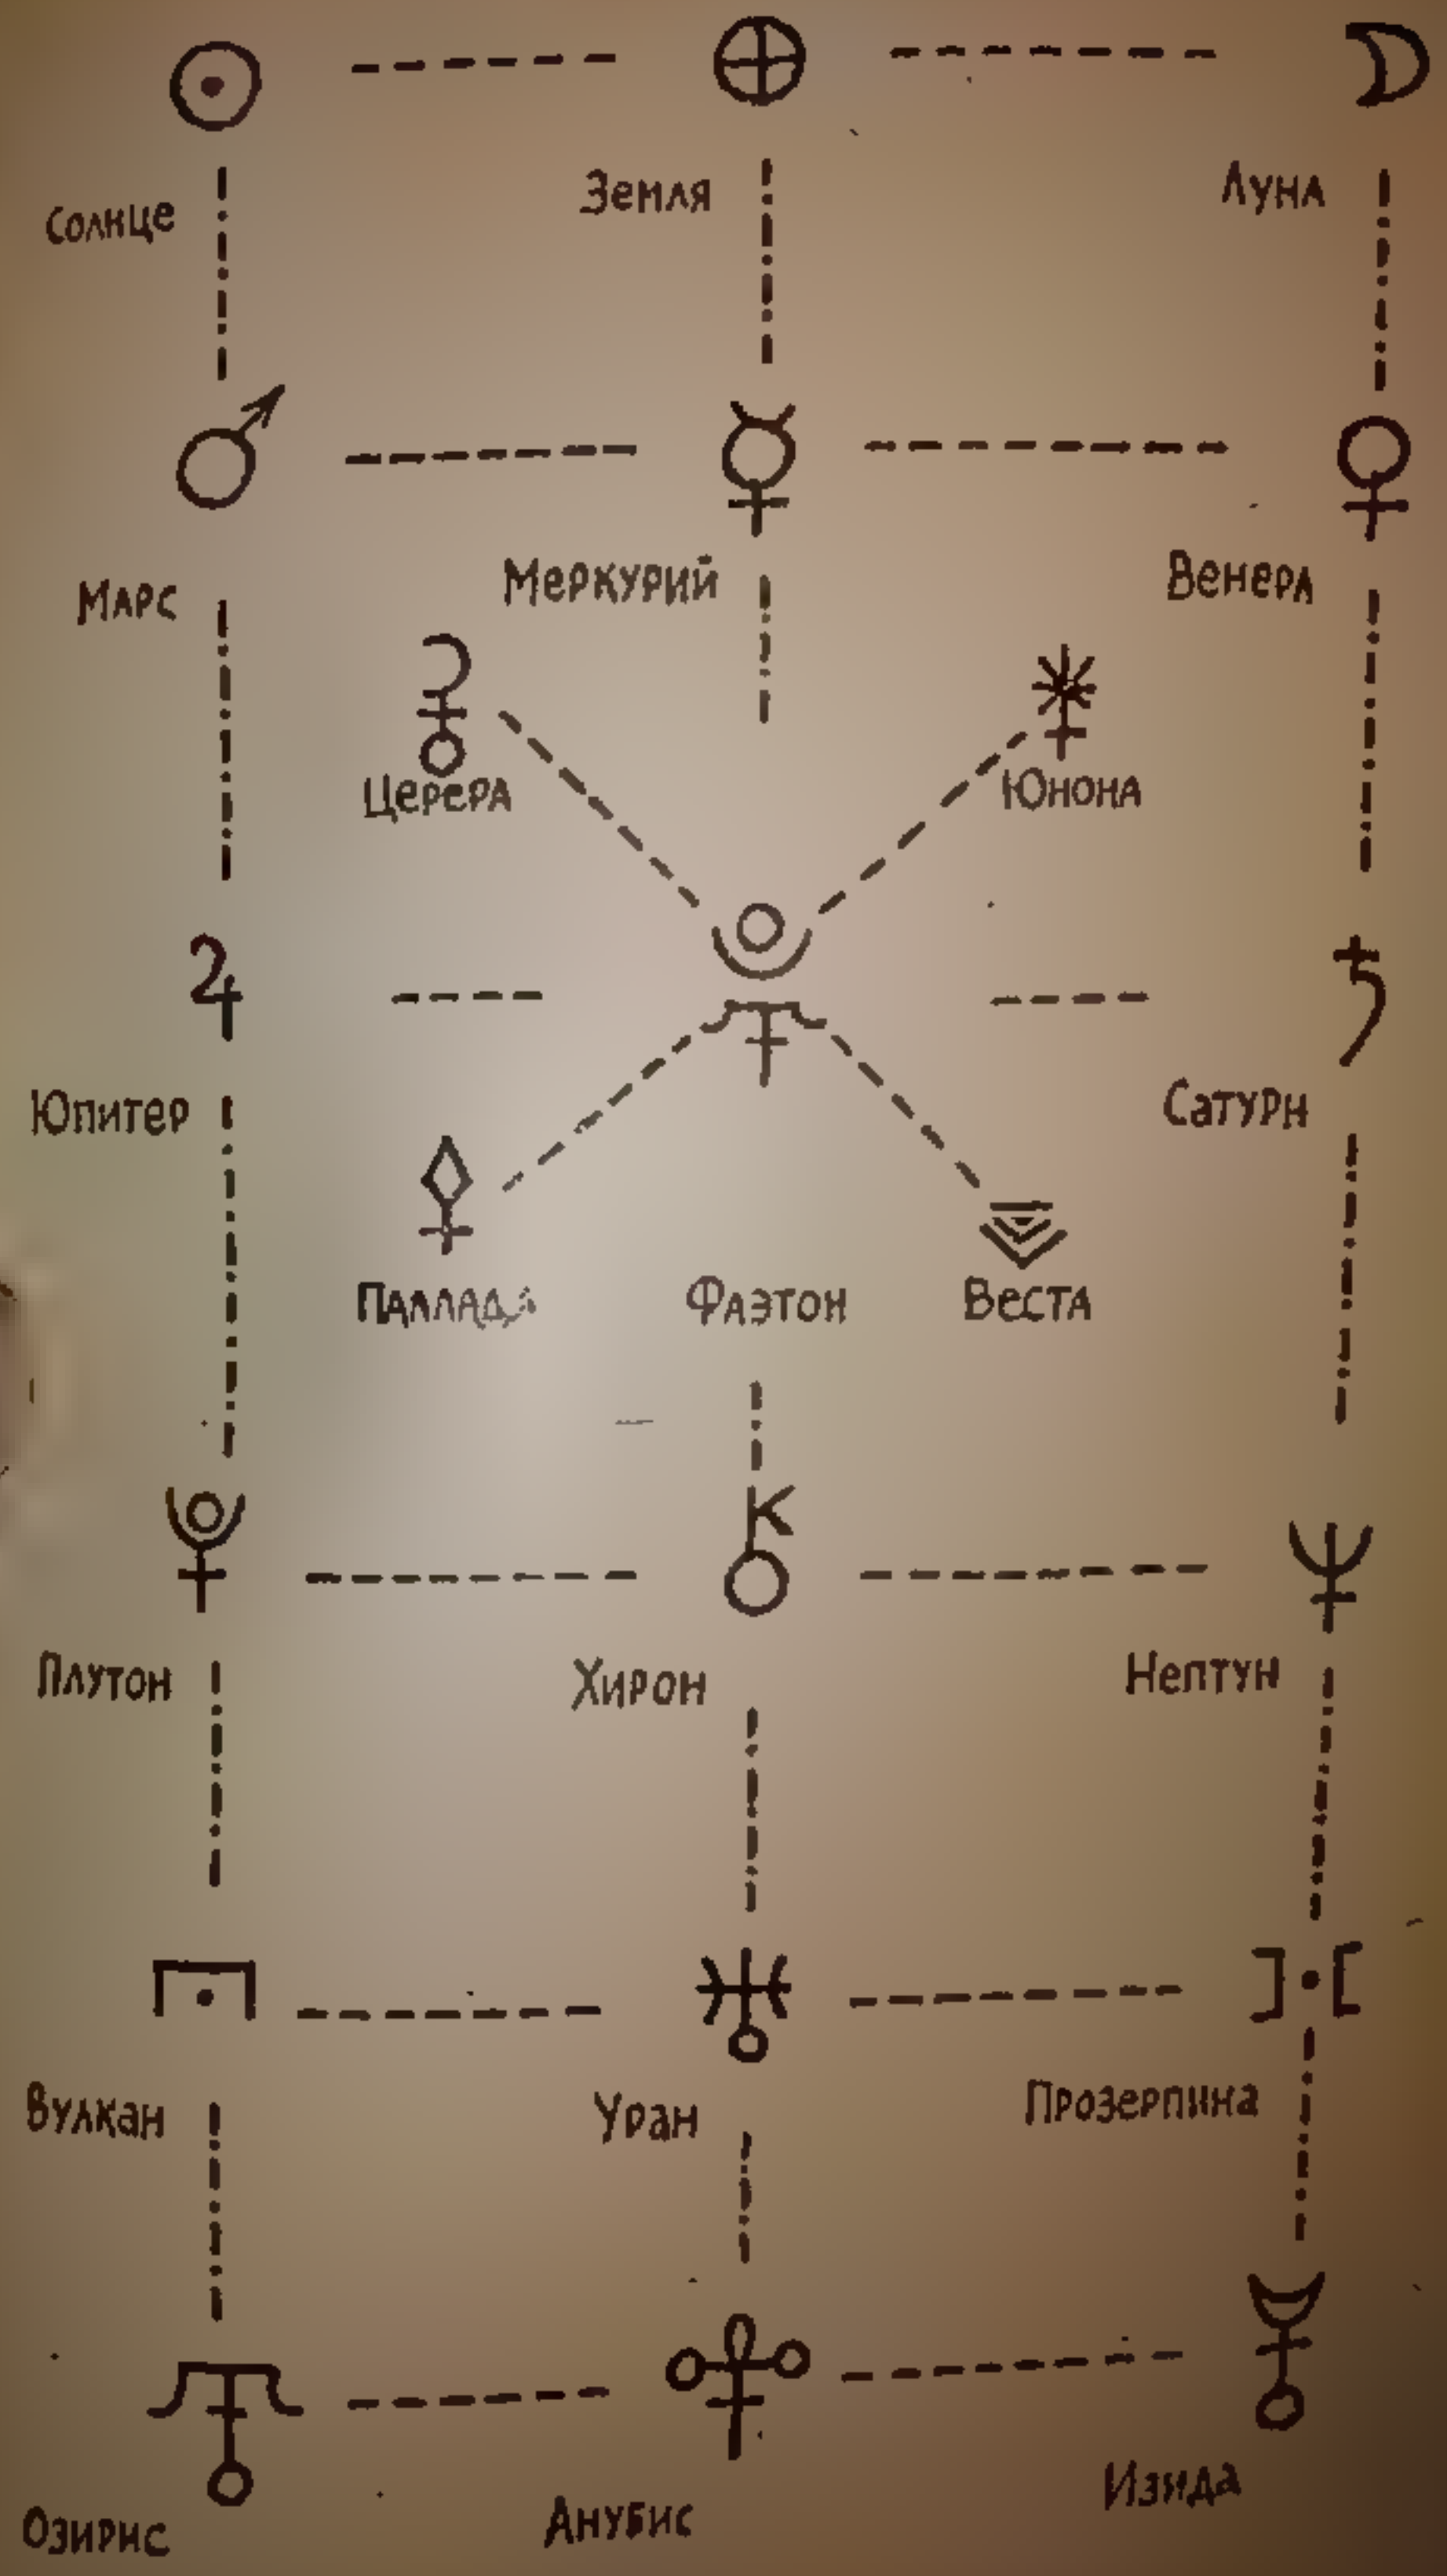 Солнце Земля Луна
Марс Меркурий Венера
Церера Юнона
Юпитер Сатурн
Паллада Фаэтон Веста
Плутон Хирон Нептун
Вулкан Уран Прозерпина
Озирис Анубис Изида